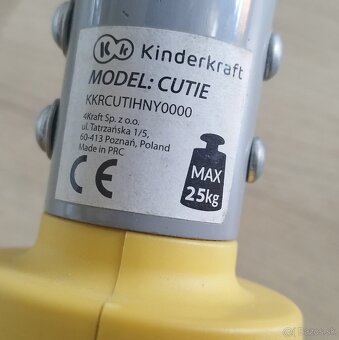 Kk Kinderkraft
MODEL: CUTIE
KKRCUTIHNY0000
4Kraft Sp. z o.o.
ul. Tatrzańska 1/5,
60-413 Poznań, Poland
Made in PRC
CE
MAX
25kg